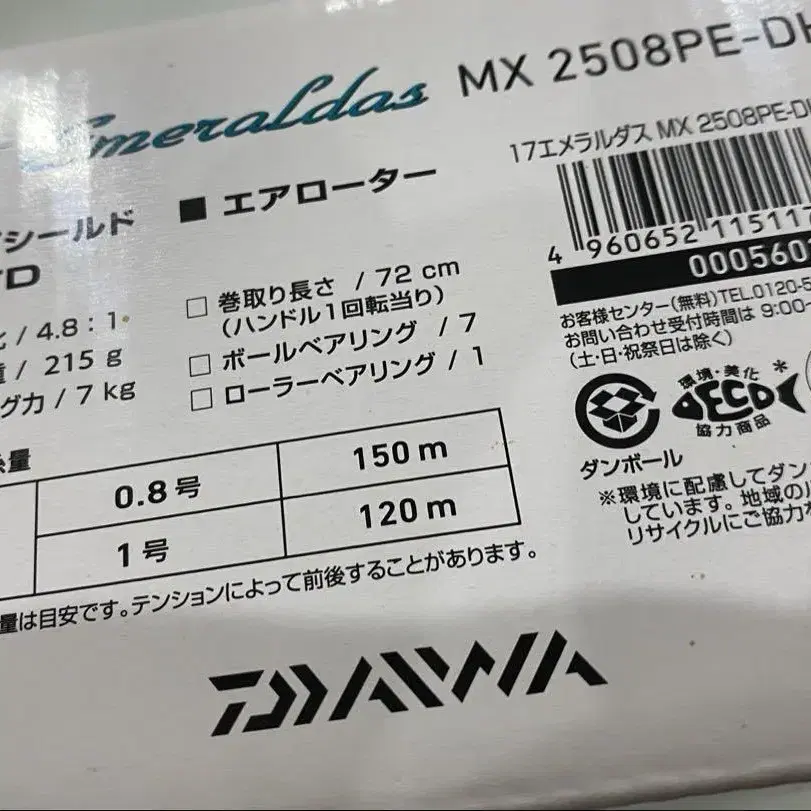 Emeraldas MX 2508PE-DH
17エメラルダス MX 2508PE-D
シールド
■ エアローター
D
□ 巻取り長さ / 72 cm
(ハンドル1回転当り)
/ 4.8:1
□ ボールベアリング / 7
/ 215 g
□ ローラーベアリング / 1
グ力 / 7 kg
4 960652 115117
000560
お客様センター(無料)TEL.0120-5
お問い合わせ受付時間は 9:00
(土・日・祝祭日は除く)
環境・美化
DECO
協力商品
ダンボール
※環境に配慮してダン
しています。地域の
リサイクルにご協力
量
0.8号 150 m
1号 120 m
量は目安です。テンションによって前後することがあります。
DAIWA